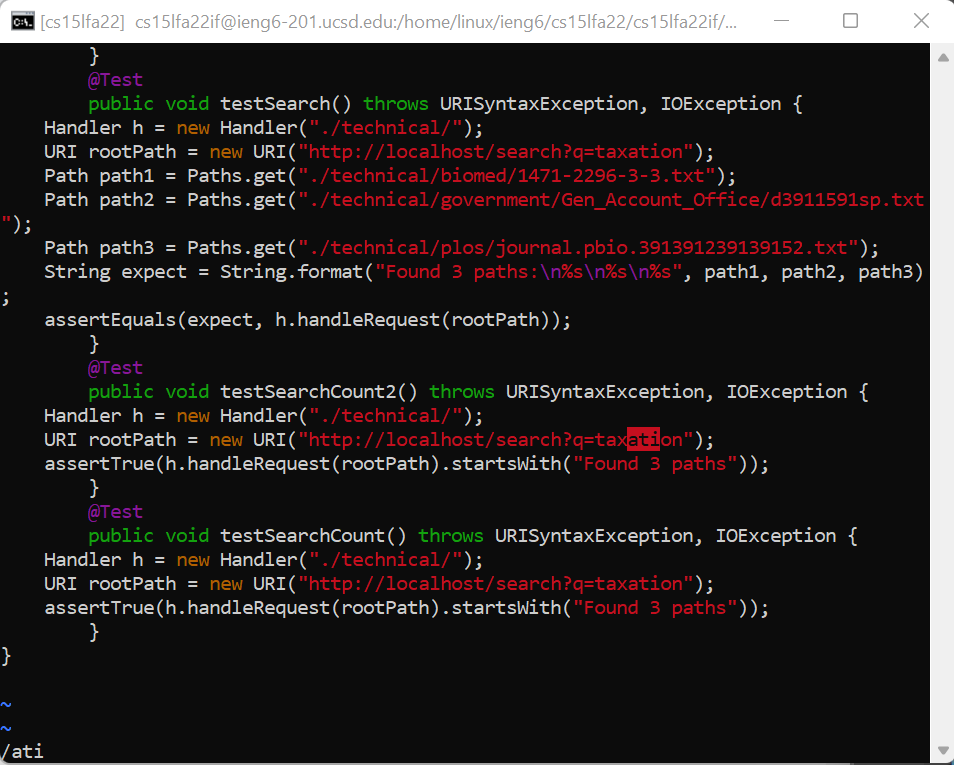 [cs15lfa22] cs15lfa22if@ieng6-201.ucsd.edu:/home/linux/ieng6/cs15lfa22/cs15lfa22if/...
        }
        @Test
        public void testSearch() throws URISyntaxException, IOException {
    Handler h = new Handler("./technical/");
    URI rootPath = new URI("http://localhost/search?q=taxation");
    Path path1 = Paths.get("./technical/biomed/1471-2296-3-3.txt");
    Path path2 = Paths.get("./technical/government/Gen_Account_Office/d3911591sp.txt
");
    Path path3 = Paths.get("./technical/plos/journal.pbio.391391239139152.txt");
    String expect = String.format("Found 3 paths:\n%s\n%s\n%s", path1, path2, path3)
;
    assertEquals(expect, h.handleRequest(rootPath));
        }
        @Test
        public void testSearchCount2() throws URISyntaxException, IOException {
    Handler h = new Handler("./technical/");
    URI rootPath = new URI("http://localhost/search?q=taxation");
    assertTrue(h.handleRequest(rootPath).startsWith("Found 3 paths"));
        }
        @Test
        public void testSearchCount() throws URISyntaxException, IOException {
    Handler h = new Handler("./technical/");
    URI rootPath = new URI("http://localhost/search?q=taxation");
    assertTrue(h.handleRequest(rootPath).startsWith("Found 3 paths"));
        }
}
~
~
/ati